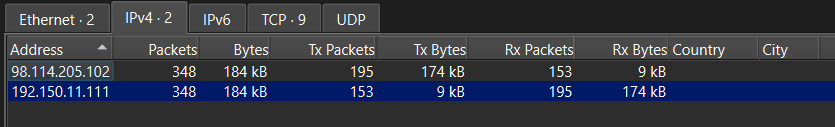 Ethernet · 2 IPv4 · 2 IPv6 TCP · 9 UDP
Address Packets Bytes Tx Packets Tx Bytes Rx Packets Rx Bytes Country City
98.114.205.102 348 184 kB 195 174 kB 153 9 kB
192.150.11.111 348 184 kB 153 9 kB 195 174 kB